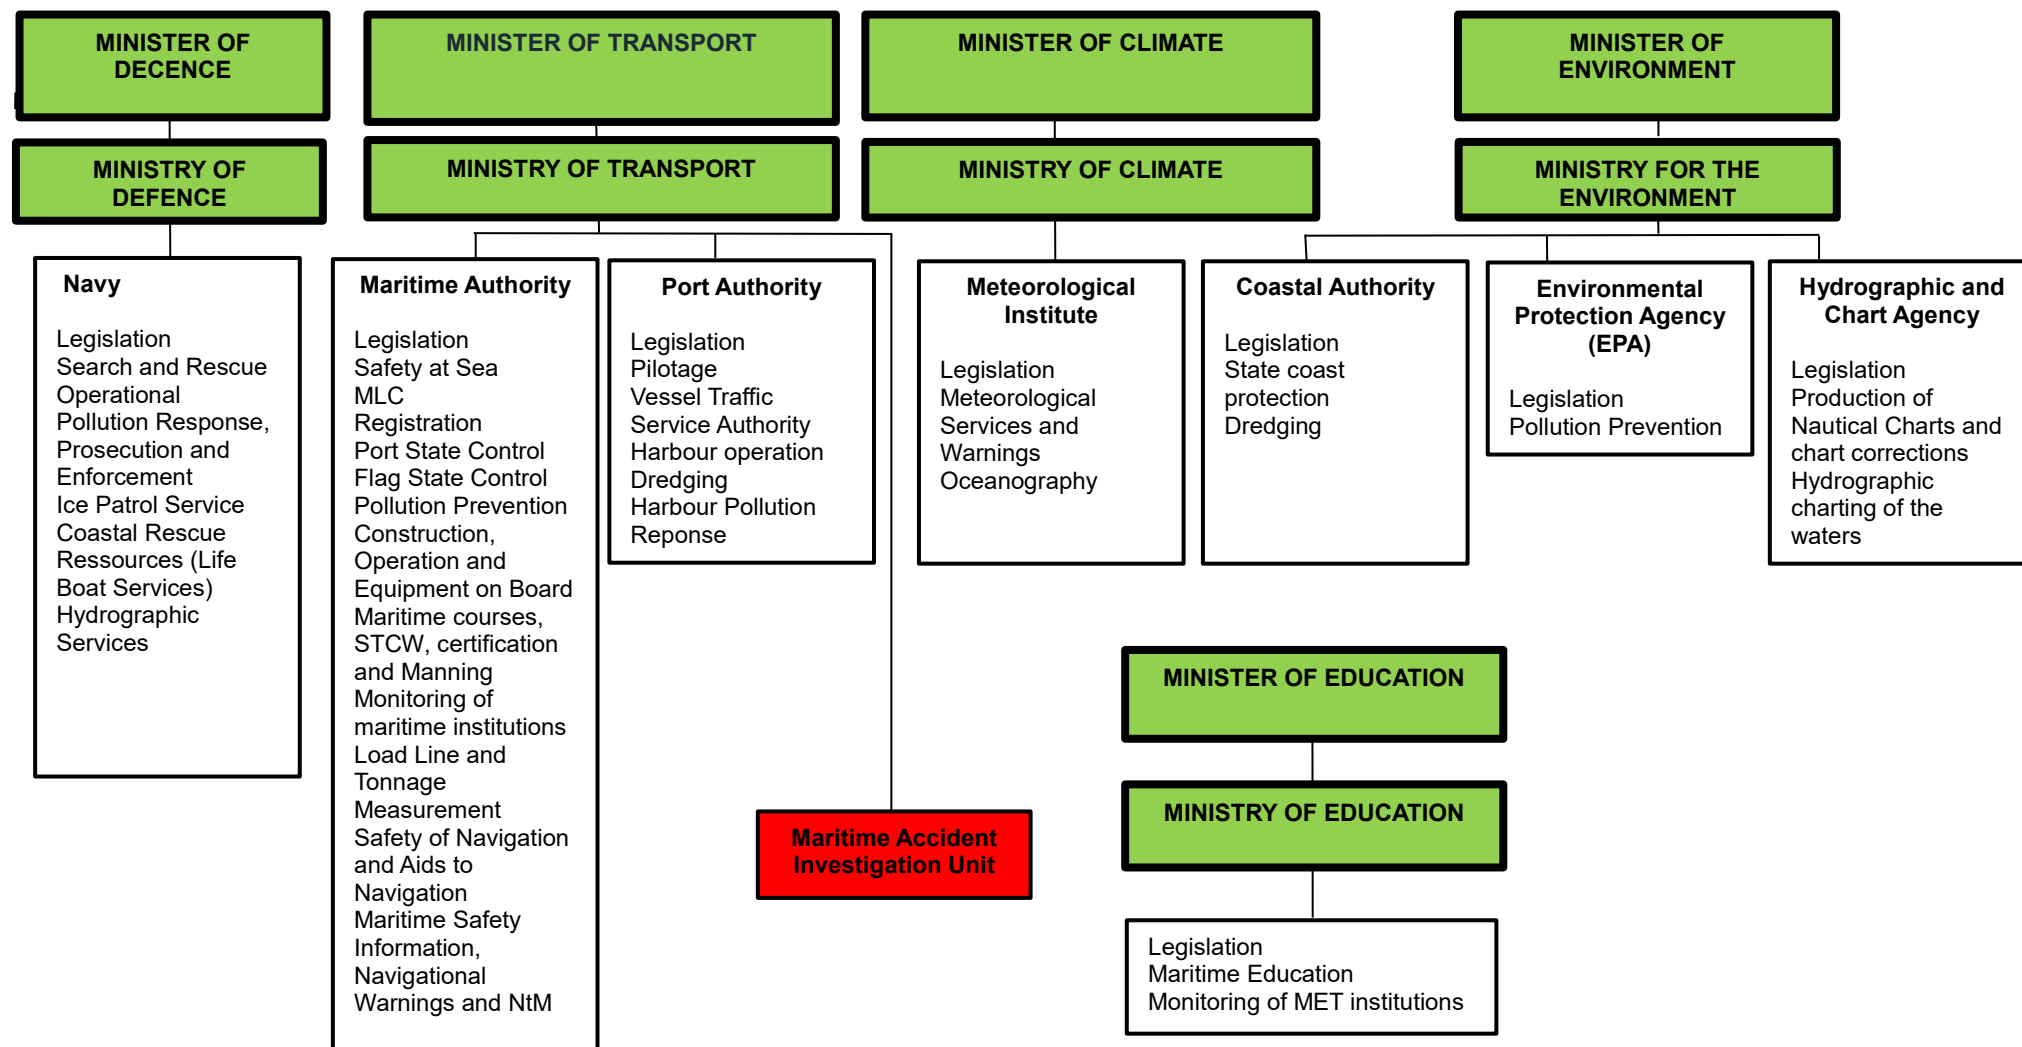 MINISTER OF
DECENCE
MINISTRY OF
DEFENCE
Navy
Legislation
Search and Rescue
Operational
Pollution Response,
Prosecution and
Enforcement
Ice Patrol Service
Coastal Rescue
Ressources (Life
Boat Services)
Hydrographic
Services
MINISTER OF TRANSPORT
MINISTRY OF TRANSPORT
Maritime Authority
Legislation
Safety at Sea
MLC
Registration
Port State Control
Flag State Control
Pollution Prevention
Construction,
Operation and
Equipment on Board
Maritime courses,
STCW, certification
and Manning
Monitoring of
maritime institutions
Load Line and
Tonnage
Measurement
Safety of Navigation
and Aids to
Navigation
Maritime Safety
Information,
Navigational
Warnings and NtM
Port Authority
Legislation
Pilotage
Vessel Traffic
Service Authority
Harbour operation
Dredging
Harbour Pollution
Reponse
Maritime Accident
Investigation Unit
MINISTER OF CLIMATE
MINISTRY OF CLIMATE
Meteorological
Institute
Legislation
Meteorological
Services and
Warnings
Oceanography
MINISTER OF
ENVIRONMENT
MINISTRY FOR THE
ENVIRONMENT
Coastal Authority
Legislation
State coast
protection
Dredging
Environmental
Protection Agency
(EPA)
Legislation
Pollution Prevention
Hydrographic and
Chart Agency
Legislation
Production of
Nautical Charts and
chart corrections
Hydrographic
charting of the
waters
MINISTER OF EDUCATION
MINISTRY OF EDUCATION
Legislation
Maritime Education
Monitoring of MET institutions